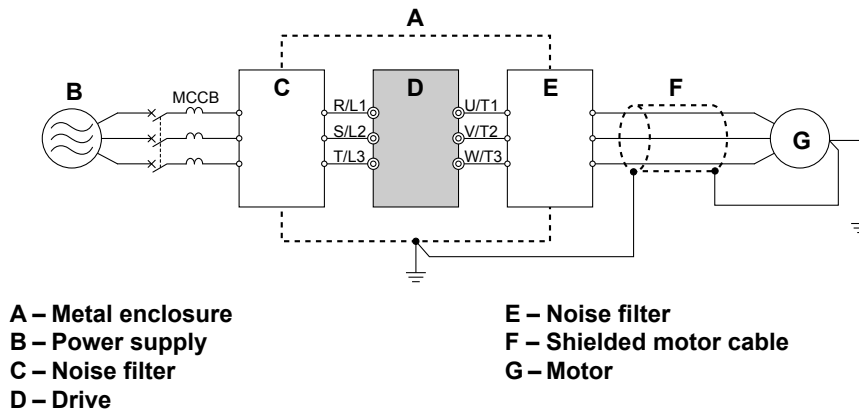 A
B
MCCB
C
R/L1
S/L2
T/L3
D
U/T1
V/T2
W/T3
E
F
G
A – Metal enclosure
B – Power supply
C – Noise filter
D – Drive
E – Noise filter
F – Shielded motor cable
G – Motor